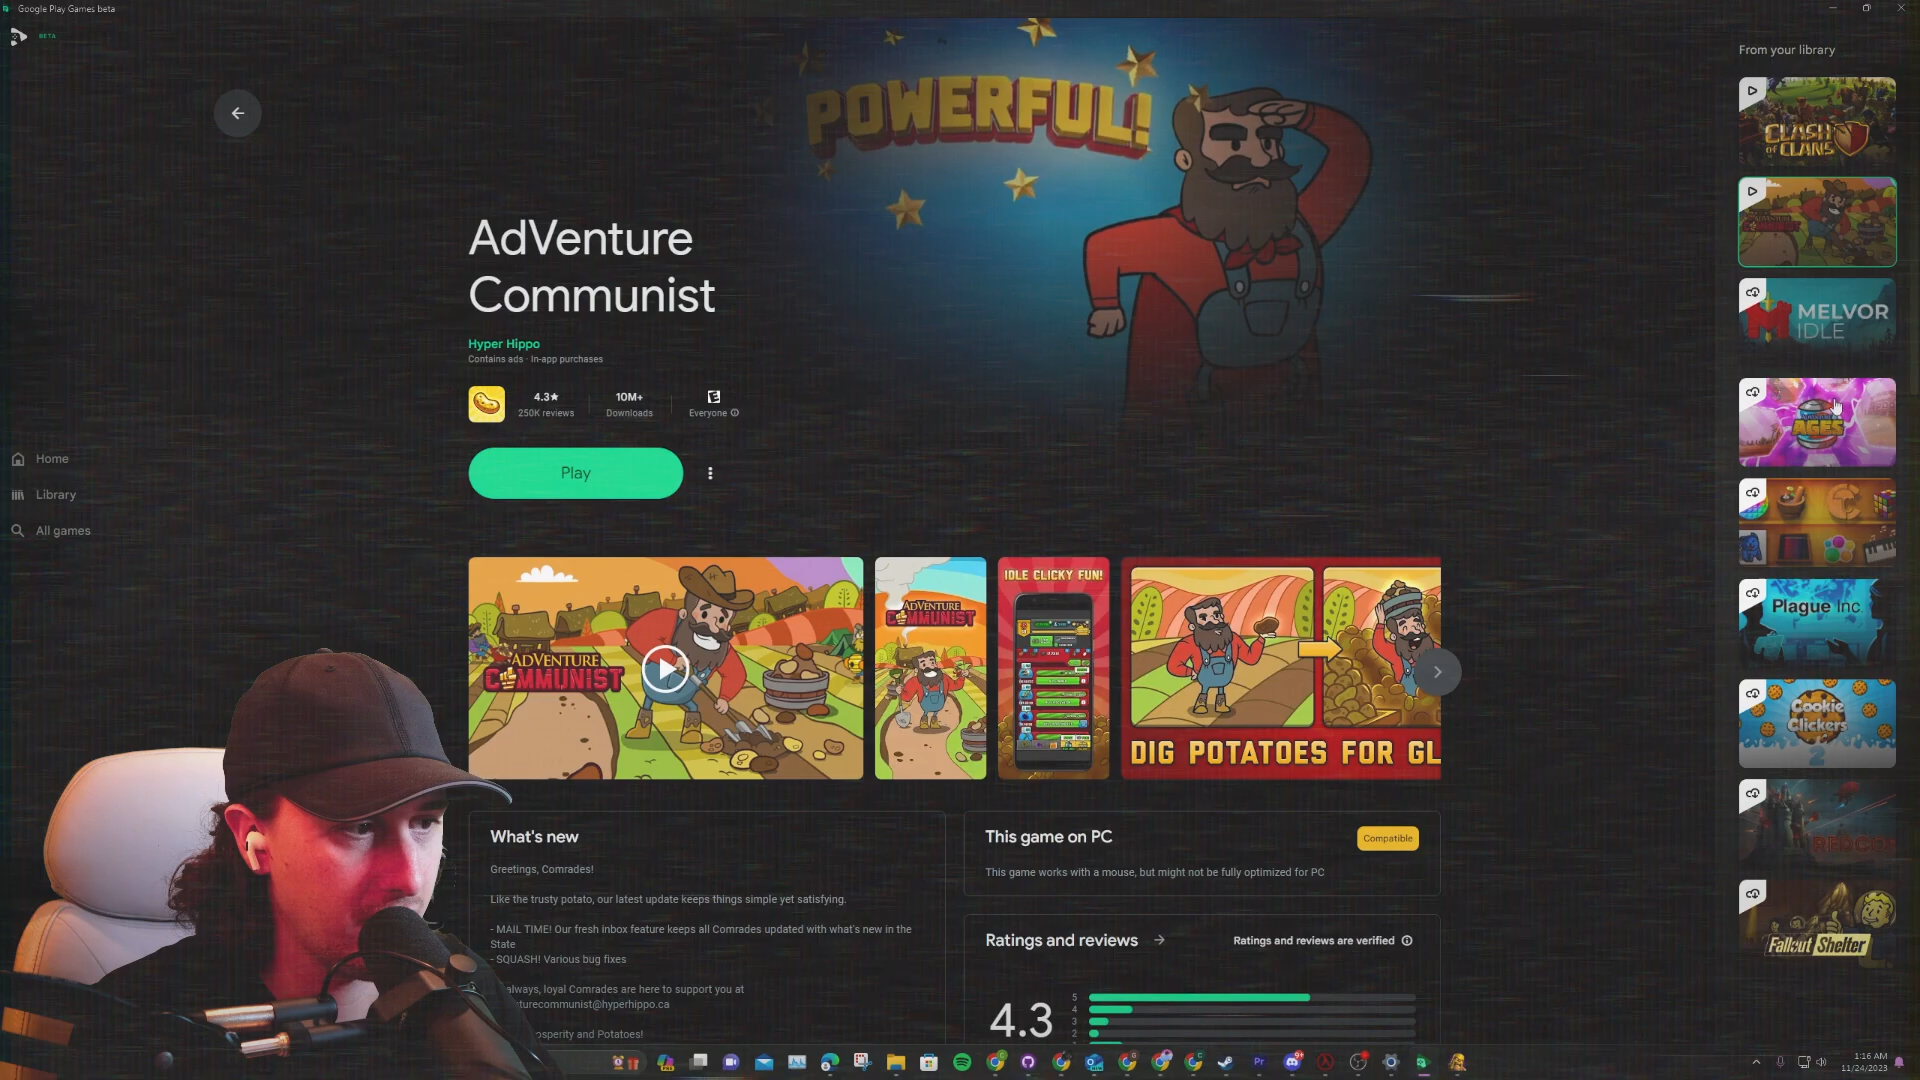 Google Play Games beta
BETA
From your library
POWERFUL!
CLASH
OF CLANS
AdVenture
Communist
MELVOR
IDLE
Hyper Hippo
Contains ads · In-app purchases
4.3★
10M+
250K reviews
Downloads
Everyone
AGES
Play
Home
Library
All games
IDLE CLICKY FUN!
ADVENTURE
COMMUNIST
ADVENTURE
COMMUNIST
DIG POTATOES FOR GL
Plague Inc.
Cookie
Clickers
2
What's new
Greetings, Comrades!
Like the trusty potato, our latest update keeps things simple yet satisfying.
- MAIL TIME! Our fresh inbox feature keeps all Comrades updated with what's new in the
State
- SQUASH! Various bug fixes
always, loyal Comrades are here to support you at
turecommunist@hyperhippo.ca
osperity and Potatoes!
This game on PC
Compatible
This game works with a mouse, but might not be fully optimized for PC
Ratings and reviews
Ratings and reviews are verified
4.3
5
4
3
2
REDCON
Fallout Shelter
1:16 AM
11/24/2023